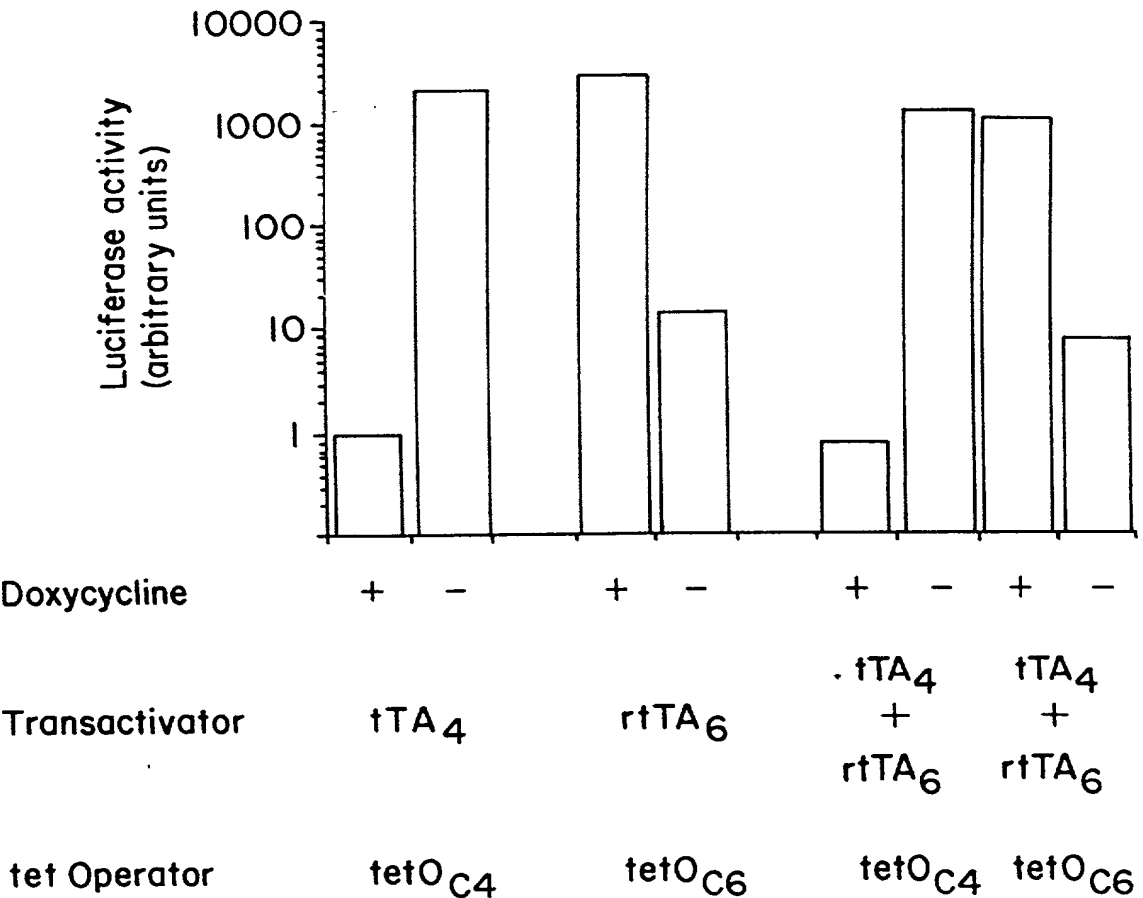 10000
1000
100
10
1
Luciferase activity
(arbitrary units)
Doxycycline + − + − + − + −
tTA4 tTA4
Transactivator tTA4 rtTA6 + +
rtTA6 rtTA6
tet Operator tetOC4 tetOC6 tetOC4 tetOC6